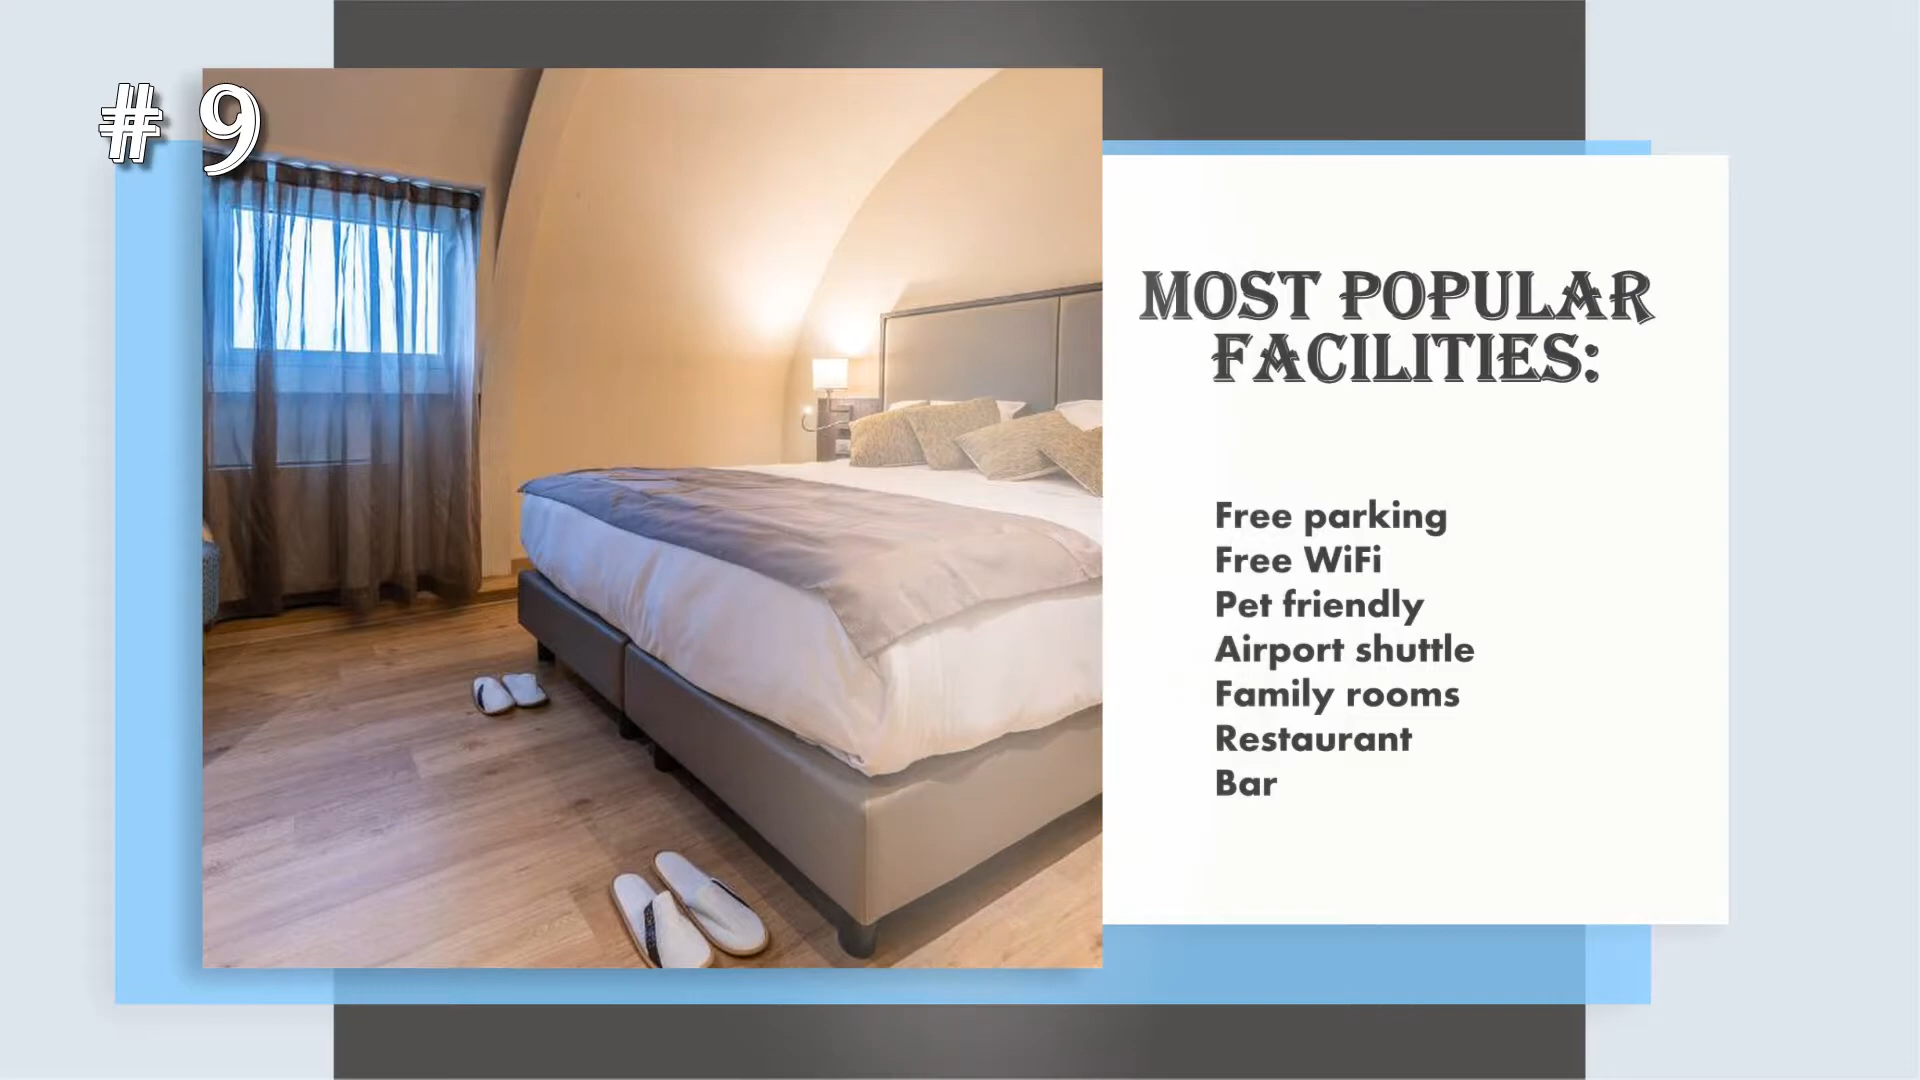 # 9
MOST POPULAR
FACILITIES:
Free parking
Free WiFi
Pet friendly
Airport shuttle
Family rooms
Restaurant
Bar